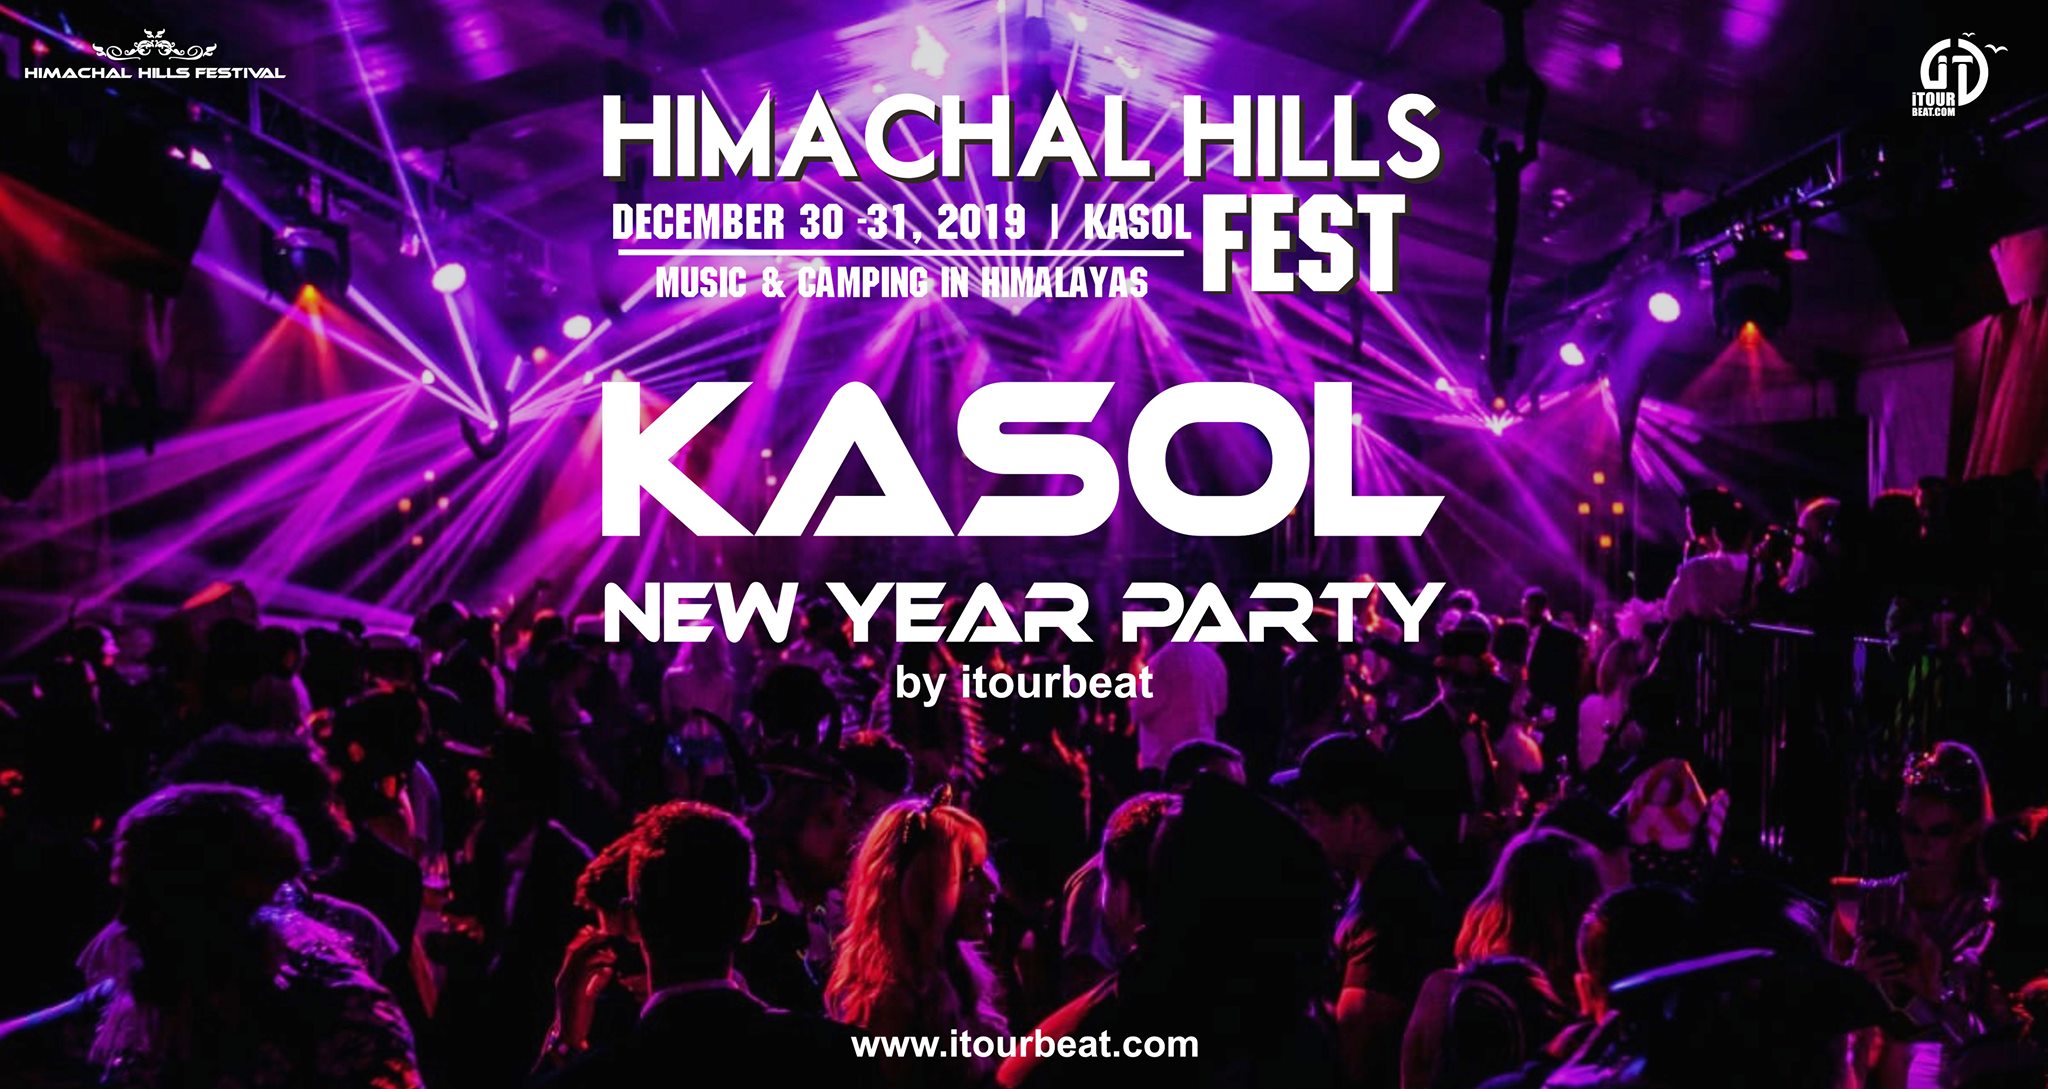 HIMACHAL HILLS FESTIVAL
iT
iTOUR
BEAT.COM
HIMACHAL HILLS
FEST
DECEMBER 30 -31, 2019 | KASOL
MUSIC & CAMPING IN HIMALAYAS
KASOL
NEW YEAR PARTY
by itourbeat
www.itourbeat.com